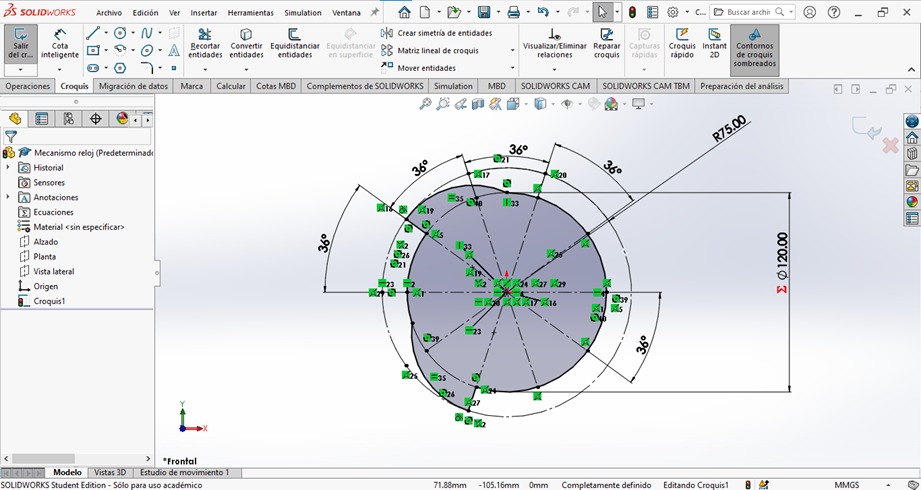 SOLIDWORKS
Archivo
Edición
Ver
Insertar
Herramientas
Simulation
Ventana
C...
Buscar archiv
Salir del cr...
Cota inteligente
Recortar entidades
Convertir entidades
Equidistanciar entidades
Equidistanciar en superficie
Crear simetría de entidades
Matriz lineal de croquis
Mover entidades
Visualizar/Eliminar relaciones
Reparar croquis
Capturas rápidas
Croquis rápido
Instant 2D
Contornos de croquis sombreados
Operaciones
Croquis
Migración de datos
Marca
Calcular
Cotas MBD
Complementos de SOLIDWORKS
Simulation
MBD
SOLIDWORKS CAM
SOLIDWORKS CAM TBM
Preparación del análisis
Mecanismo reloj (Predeterminado
Historial
Sensores
Anotaciones
Ecuaciones
Material <sin especificar>
Alzado
Planta
Vista lateral
Origen
Croquis1
R75.00
36°
36°
36°
36°
36°
Σ ∅120.00
Y
X
*Frontal
Modelo
Vistas 3D
Estudio de movimiento 1
SOLIDWORKS Student Edition - Sólo para uso académico
71.88mm
-105.16mm
0mm
Completamente definido
Editando Croquis1
MMGS